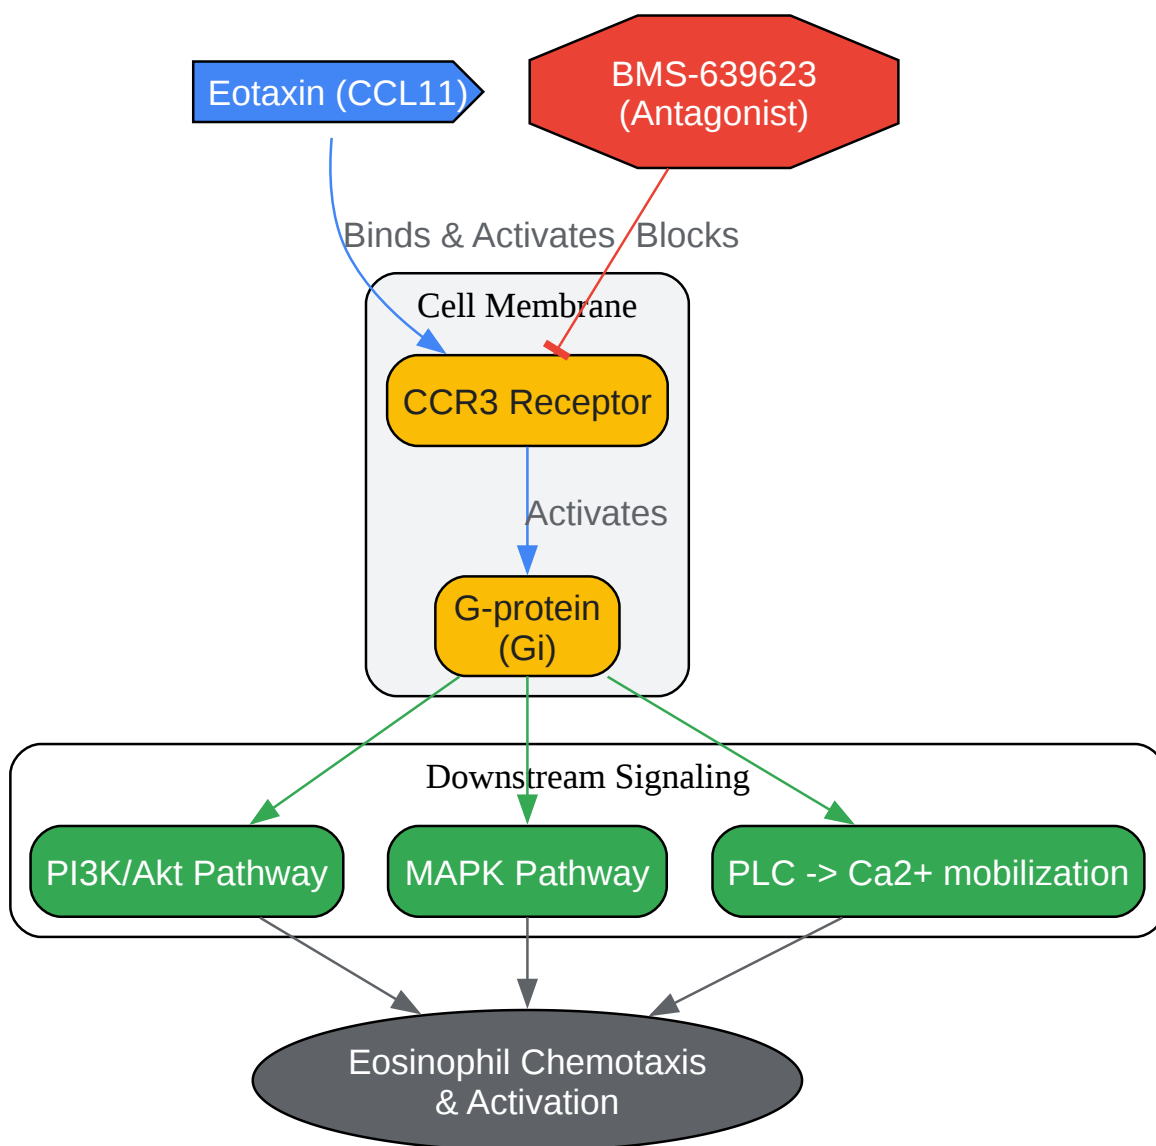 Eotaxin (CCL11)
BMS-639623
(Antagonist)
Binds & Activates
Blocks
Cell Membrane
CCR3 Receptor
Activates
G-protein
(Gi)
Downstream Signaling
PI3K/Akt Pathway
MAPK Pathway
PLC -> Ca2+ mobilization
Eosinophil Chemotaxis
& Activation